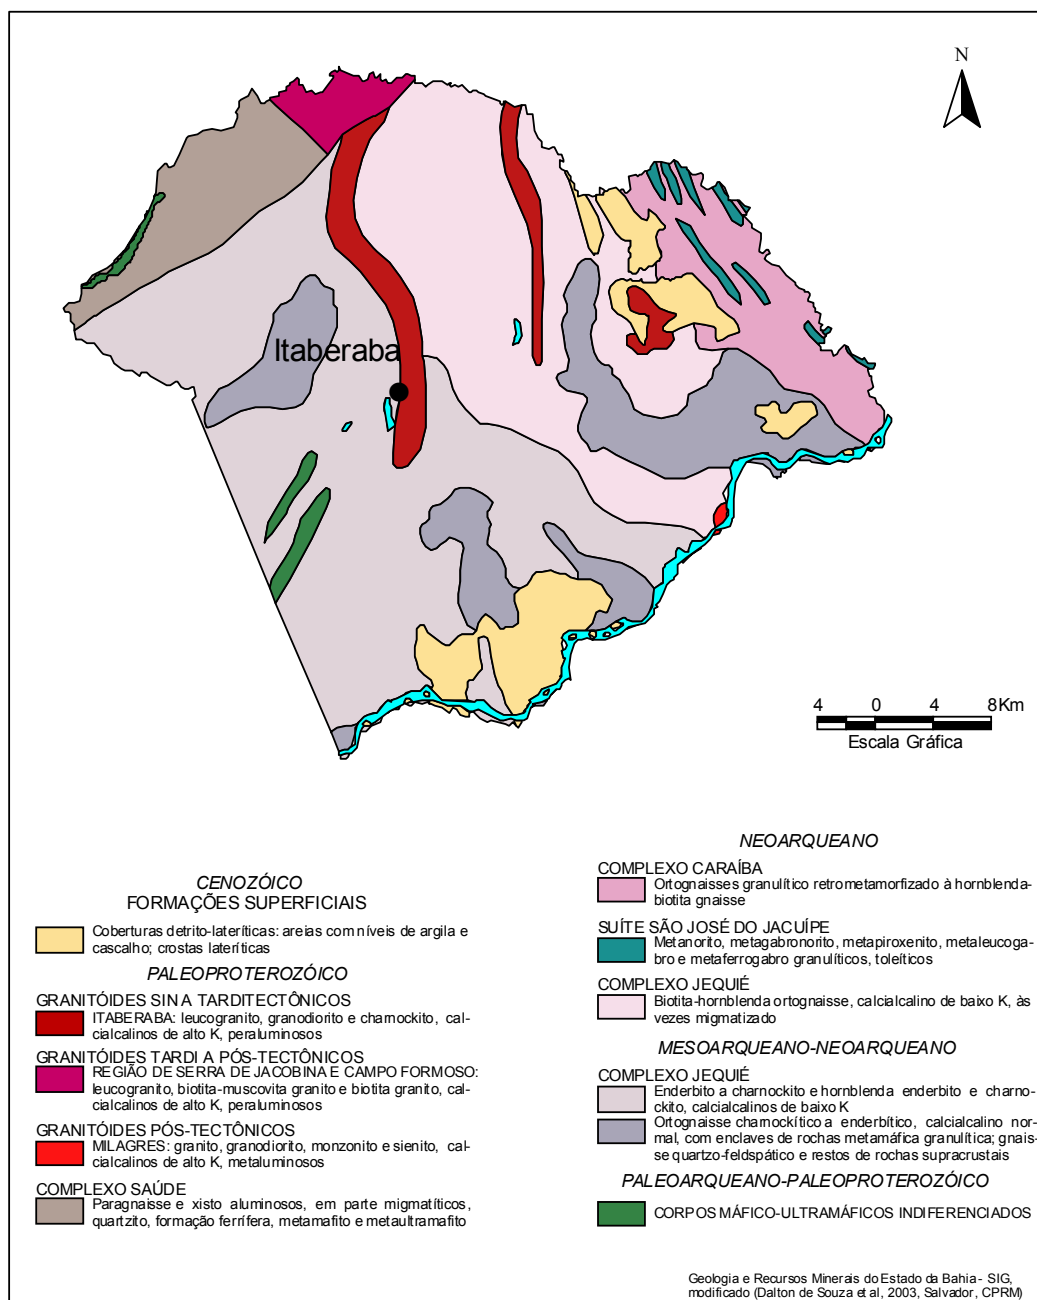 N
Itaberaba
4 0 4 8Km
Escala Gráfica
CENOZÓICO
FORMAÇÕES SUPERFICIAIS
Coberturas detrito-lateríticas: areias com níveis de argila e
cascalho; crostas lateríticas
PALEOPROTEROZÓICO
GRANITÓIDES SIN A TARDITECTÔNICOS
ITABERABA: leucogranito, granodiorito e charnockito, cal-
cialcalinos de alto K, peraluminosos
GRANITÓIDES TARDI A PÓS-TECTÔNICOS
REGIÃO DE SERRA DE JACOBINA E CAMPO FORMOSO:
leucogranito, biotita-muscovita granito e biotita granito, cal-
cialcalinos de alto K, peraluminosos
GRANITÓIDES PÓS-TECTÔNICOS
MILAGRES: granito, granodiorito, monzonito e sienito, cal-
cialcalinos de alto K, metaluminosos
COMPLEXO SAÚDE
Paragnaisse e xisto aluminosos, em parte migmatíticos,
quartzito, formação ferrífera, metamafito e metaultramafito
NEOARQUEANO
COMPLEXO CARAÍBA
Ortognaisses granulítico retrometamorfizado à hornblenda-
biotita gnaisse
SUÍTE SÃO JOSÉ DO JACUÍPE
Metanorito, metagabronorito, metapiroxenito, metaleucoga-
bro e metaferrogabro granulíticos, toleíticos
COMPLEXO JEQUIÉ
Biotita-hornblenda ortognaisse, calcialcalino de baixo K, às
vezes migmatizado
MESOARQUEANO-NEOARQUEANO
COMPLEXO JEQUIÉ
Enderbito a charnockito e hornblenda enderbito e charno-
ckito, calcialcalinos de baixo K
Ortognaisse charnockítico a enderbítico, calcialcalino nor-
mal, com enclaves de rochas metamáfica granulítica; gnais-
se quartzo-feldspático e restos de rochas supracrustais
PALEOARQUEANO-PALEOPROTEROZÓICO
CORPOS MÁFICO-ULTRAMÁFICOS INDIFERENCIADOS
Geologia e Recursos Minerais do Estado da Bahia - SIG,
modificado (Dalton de Souza et al, 2003, Salvador, CPRM)